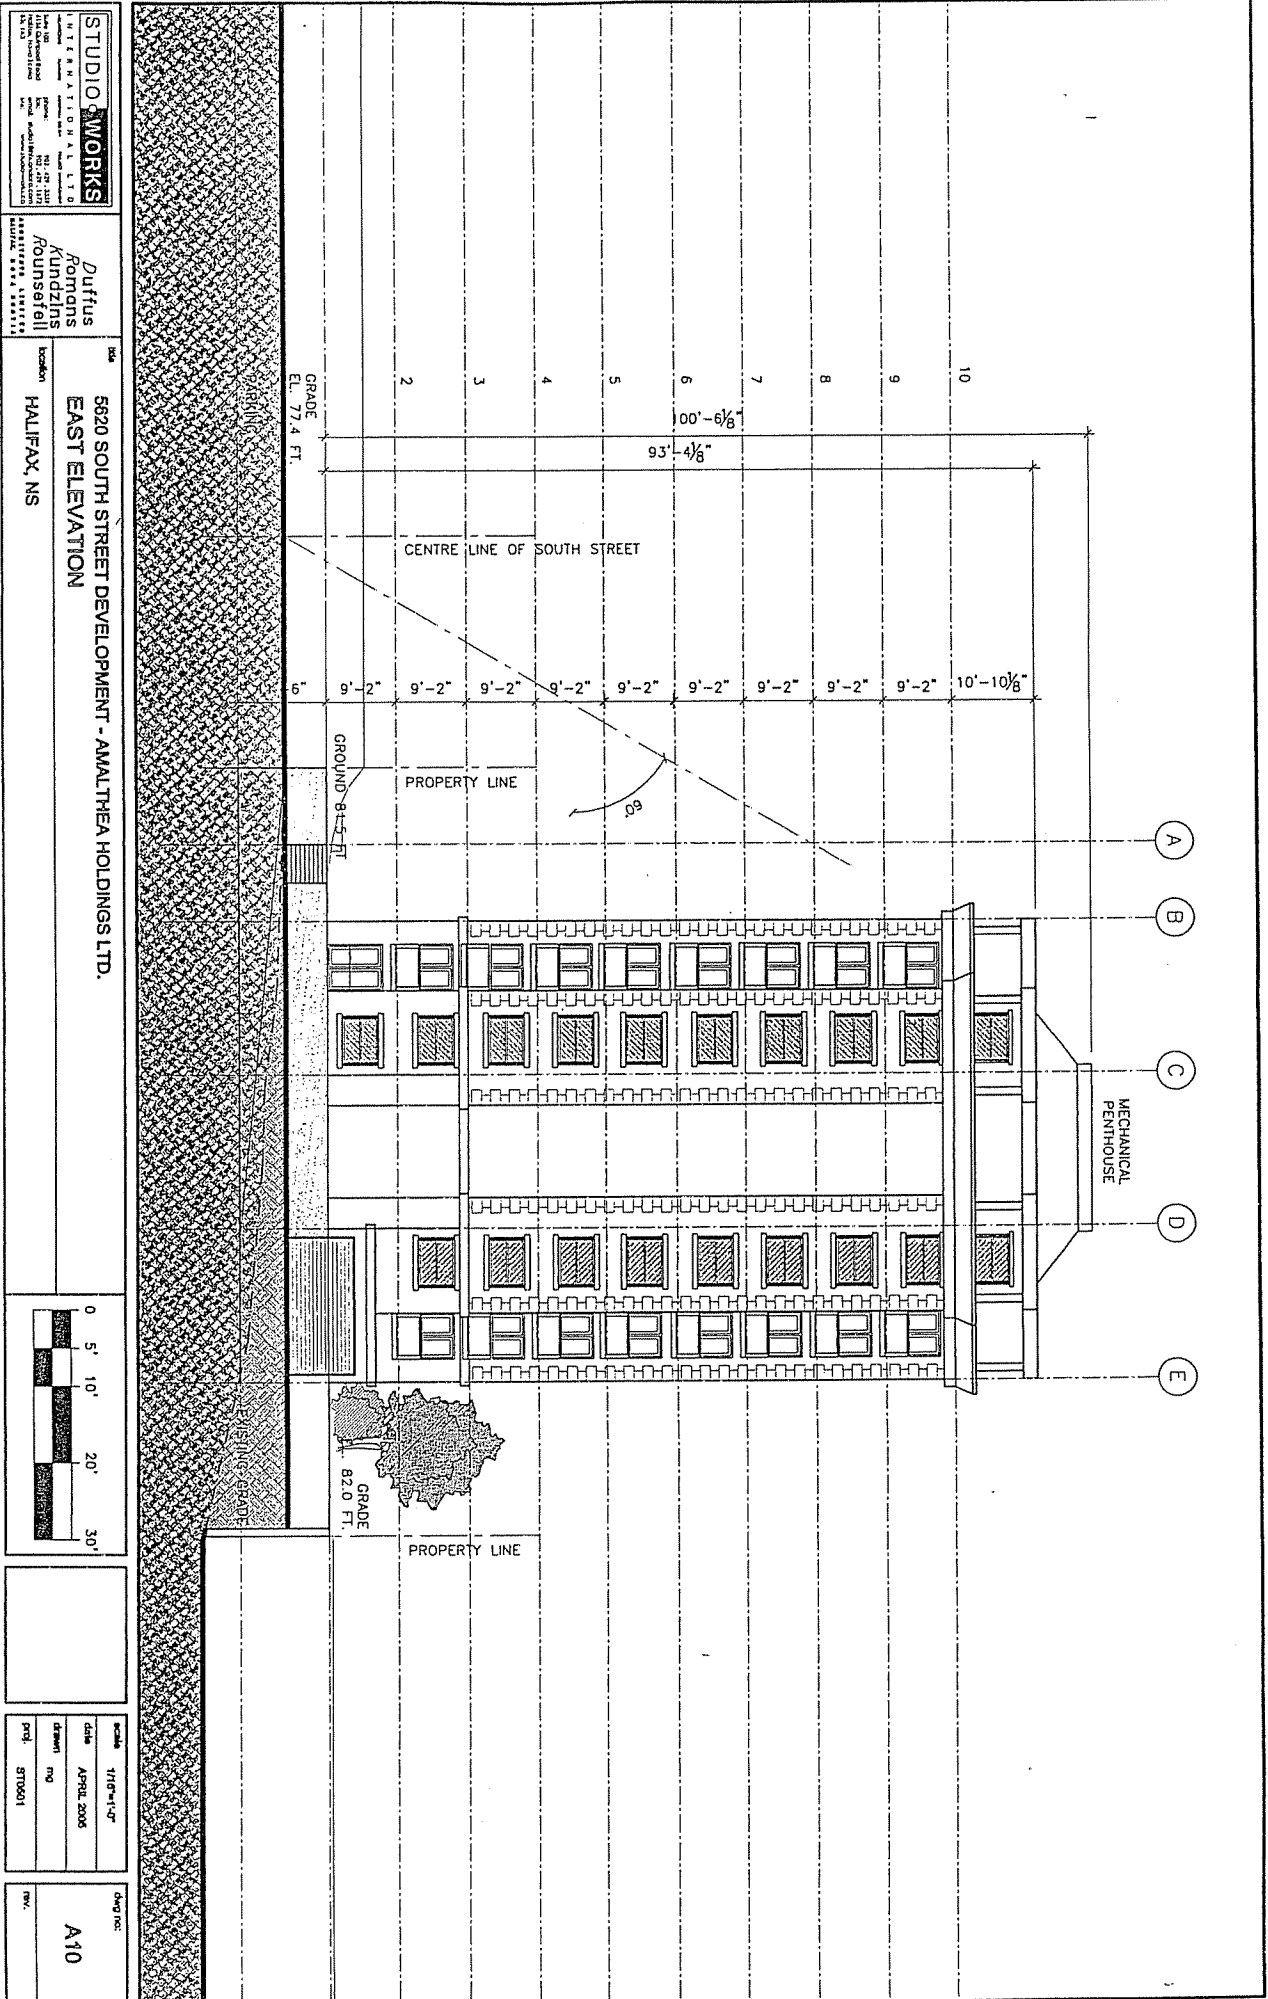 A
B
C
D
E
MECHANICAL
PENTHOUSE
10
9
8
7
6
5
4
3
2
100'-6⅛"
93'-4⅛"
10'-10⅛"
9'-2"
9'-2"
9'-2"
9'-2"
9'-2"
9'-2"
9'-2"
9'-2"
9'-2"
6"
60°
CENTRE LINE OF SOUTH STREET
PROPERTY LINE
PROPERTY LINE
GRADE
EL. 77.4 FT.
GROUND 81.5 FT
GRADE
82.0 FT.
PARKING
EXISTING GRADE
STUDIO WORKS
INTERNATIONAL LTD
Duffus
Romans
Kundzins
Rounsefell
ARCHITECTS LIMITED
HALIFAX NOVA SCOTIA
title
5620 SOUTH STREET DEVELOPMENT - AMALTHEA HOLDINGS LTD.
EAST ELEVATION
location
HALIFAX, NS
0 5' 10' 20' 30'
scale 1/16"=1'-0"
date APRIL 2006
drawn mg
proj. ST0601
dwg no:
A10
rev.